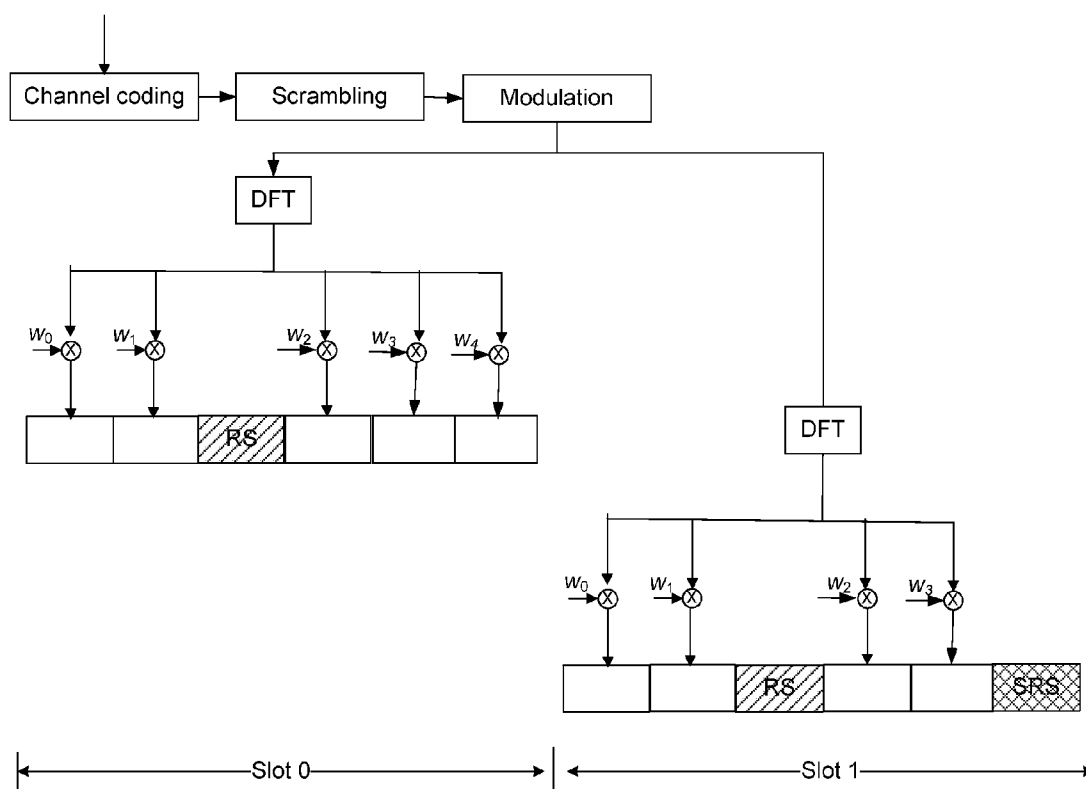 Channel coding
Scrambling
Modulation
DFT
w0
w1
w2
w3
w4
X
X
X
X
X
RS
DFT
w0
w1
w2
w3
X
X
X
X
RS
SRS
Slot 0
Slot 1